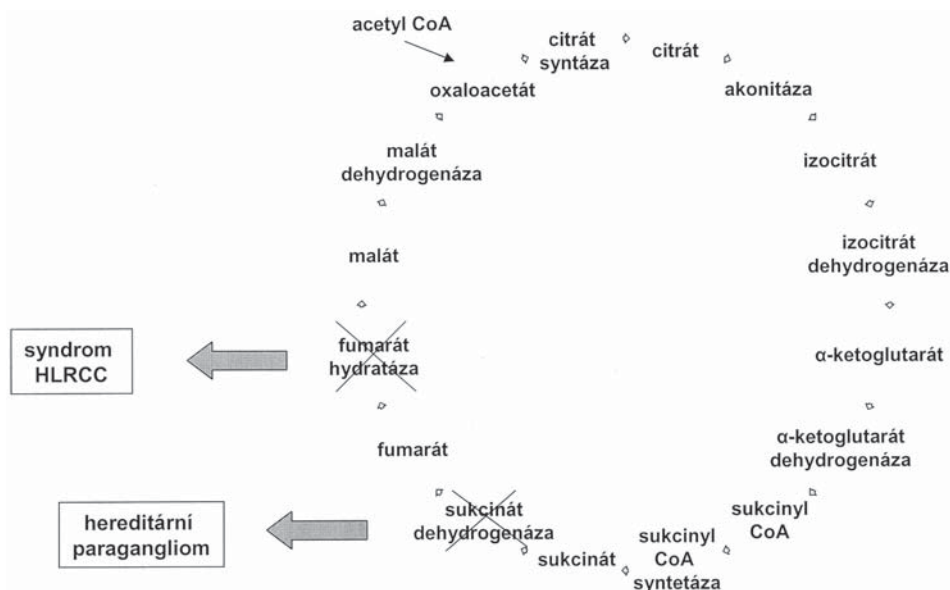 acetyl CoA
oxaloacetát
citrát
syntáza
citrát
akonitáza
izocitrát
izocitrát
dehydrogenáza
α-ketoglutarát
α-ketoglutarát
dehydrogenáza
sukcinyl
CoA
sukcinyl
CoA
syntetáza
sukcinát
sukcinát
dehydrogenáza
fumarát
fumarát
hydratáza
malát
malát
dehydrogenáza
syndrom
HLRCC
hereditární
paragangliom